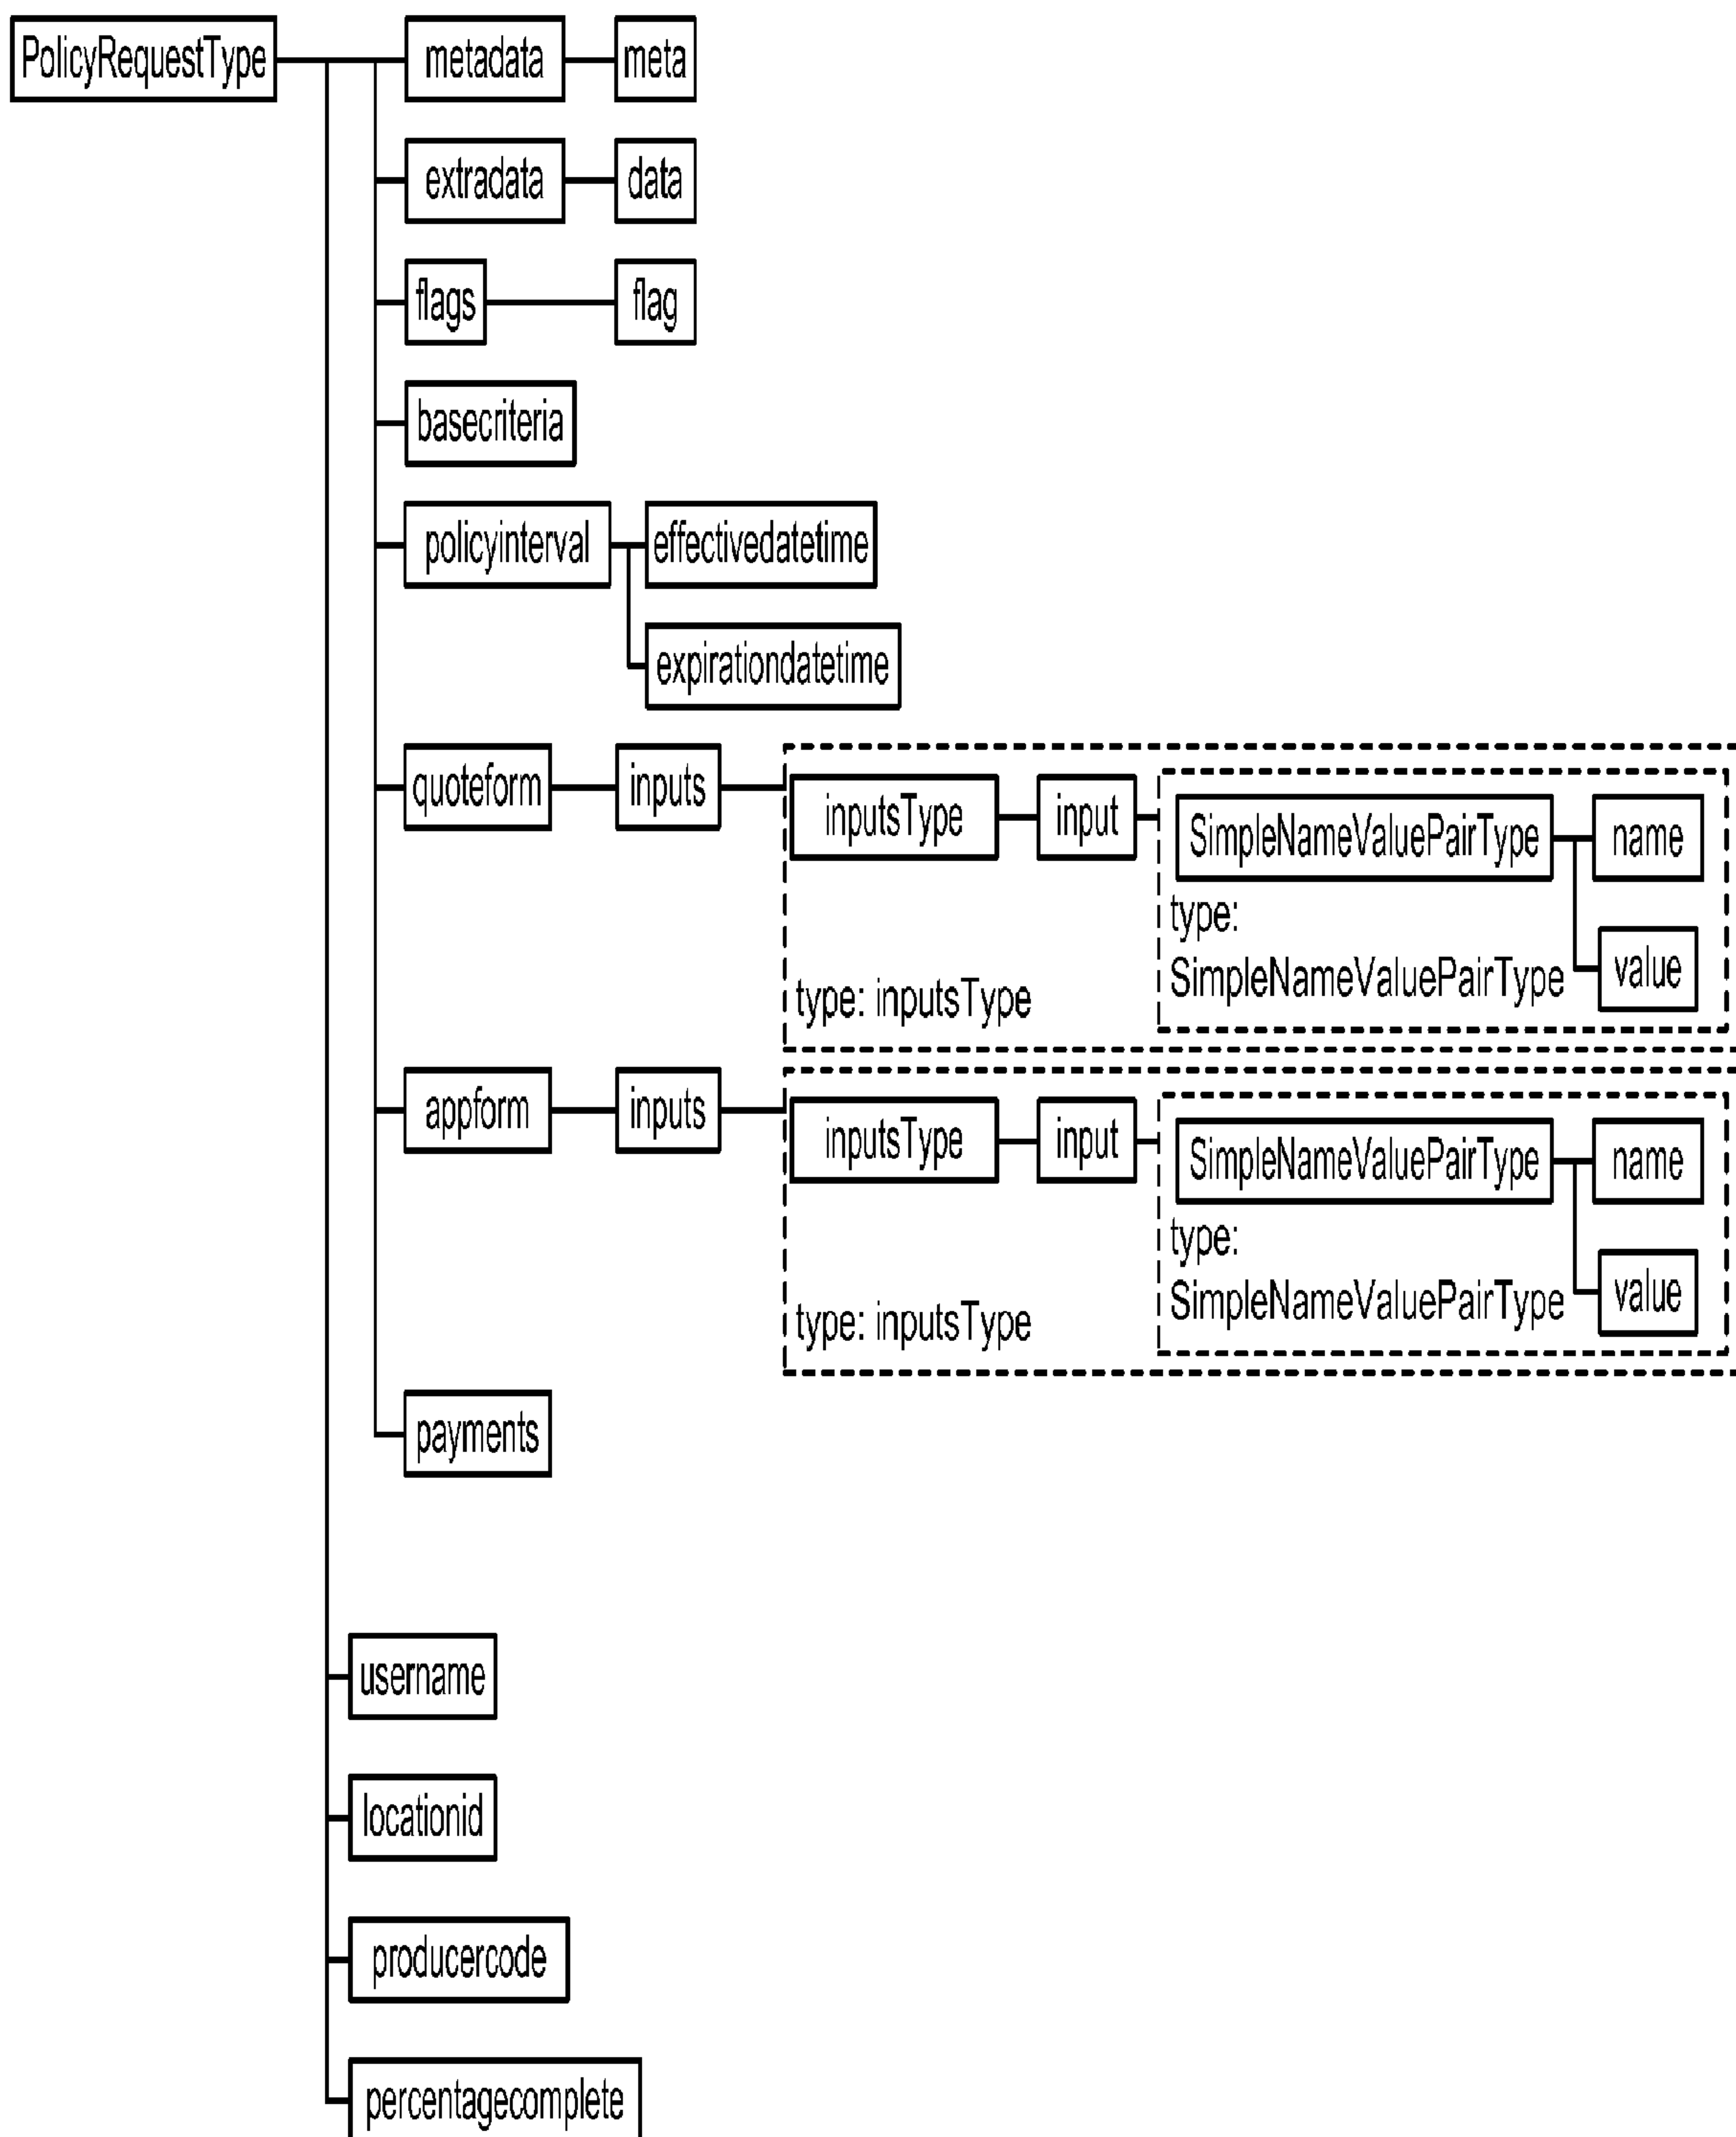 PolicyRequestType
metadata
meta
extradata
data
flags
flag
basecriteria
policyinterval
effectivedatetime
expirationdatetime
quoteform
inputs
inputsType
input
SimpleNameValuePairType
name
type:
SimpleNameValuePairType
value
type: inputsType
appform
inputs
inputsType
input
SimpleNameValuePairType
name
type:
SimpleNameValuePairType
value
type: inputsType
payments
username
locationid
producercode
percentagecomplete